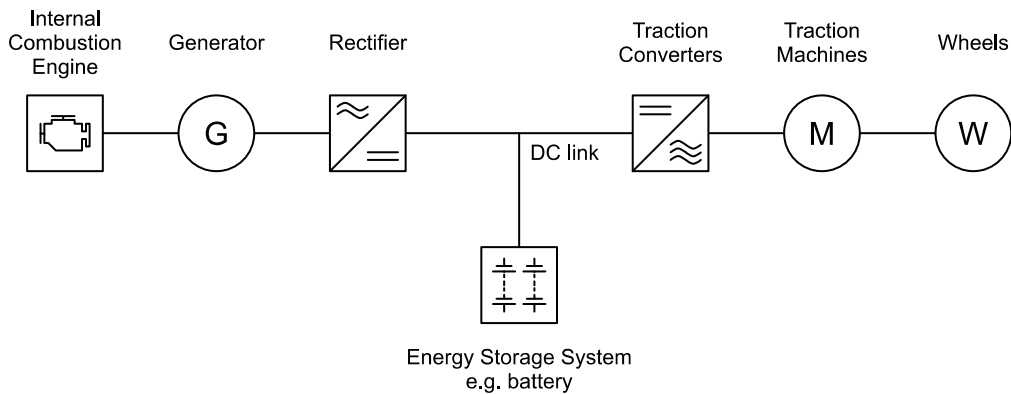 Internal
Combustion
Engine
Generator
Rectifier
Traction
Converters
Traction
Machines
Wheels
G
M
W
DC link
Energy Storage System
e.g. battery